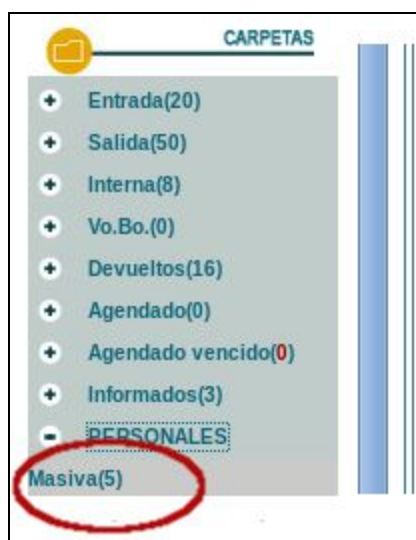 CARPETAS
Entrada(20)
Salida(50)
Interna(8)
Vo.Bo.(0)
Devueltos(16)
Agendado(0)
Agendado vencido(0)
Informados(3)
PERSONALES
Masiva(5)